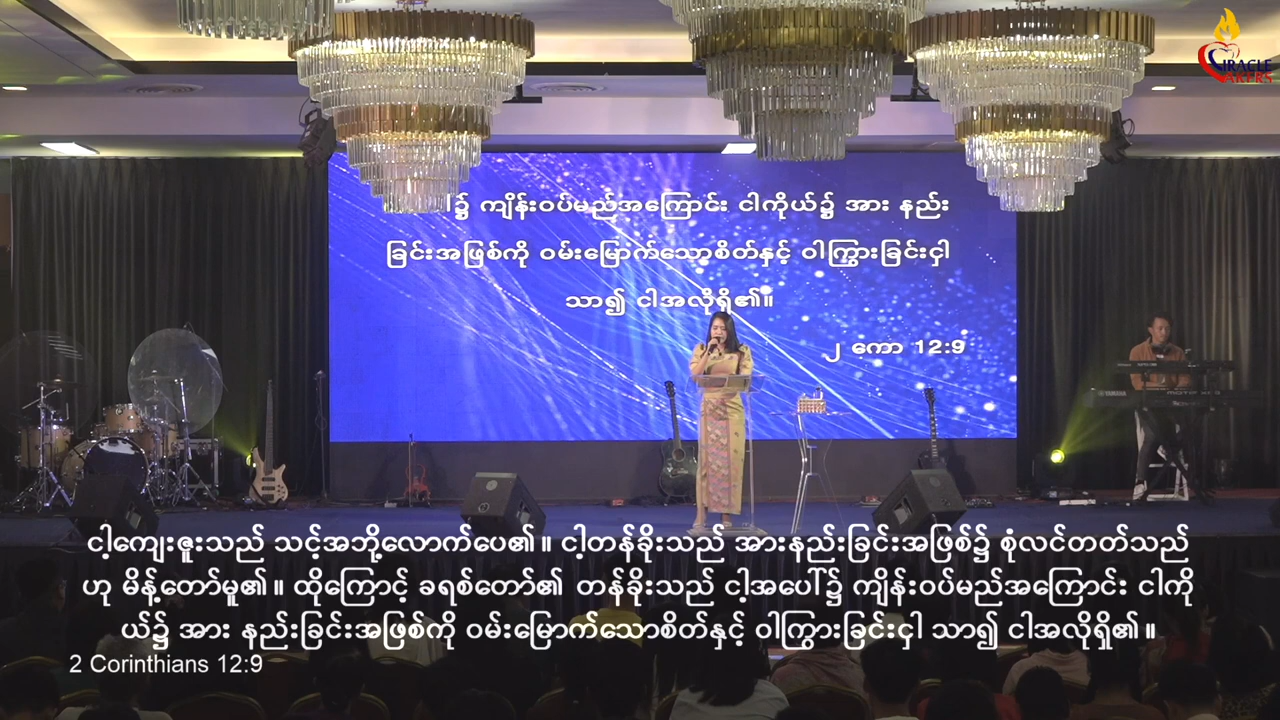 MIRACLE
MAKERS
၌ ကျိန်းဝပ်မည်အကြောင်း ငါကိုယ်၌ အား နည်း
ခြင်းအဖြစ်ကို ဝမ်းမြောက်သောစိတ်နှင့် ဝါကြွားခြင်းငှါ
သာ၍ ငါအလိုရှိ၏။
၂ ကော 12:9
YAMAHA
ငါ့ကျေးဇူးသည် သင့်အဘို့လောက်ပေ၏။ ငါ့တန်ခိုးသည် အားနည်းခြင်းအဖြစ်၌ စုံလင်တတ်သည်
ဟု မိန့်တော်မူ၏။ ထိုကြောင့် ခရစ်တော်၏ တန်ခိုးသည် ငါ့အပေါ်၌ ကျိန်းဝပ်မည်အကြောင်း ငါကို
ယ်၌ အား နည်းခြင်းအဖြစ်ကို ဝမ်းမြောက်သောစိတ်နှင့် ဝါကြွားခြင်းငှါ သာ၍ ငါအလိုရှိ၏။
2 Corinthians 12:9